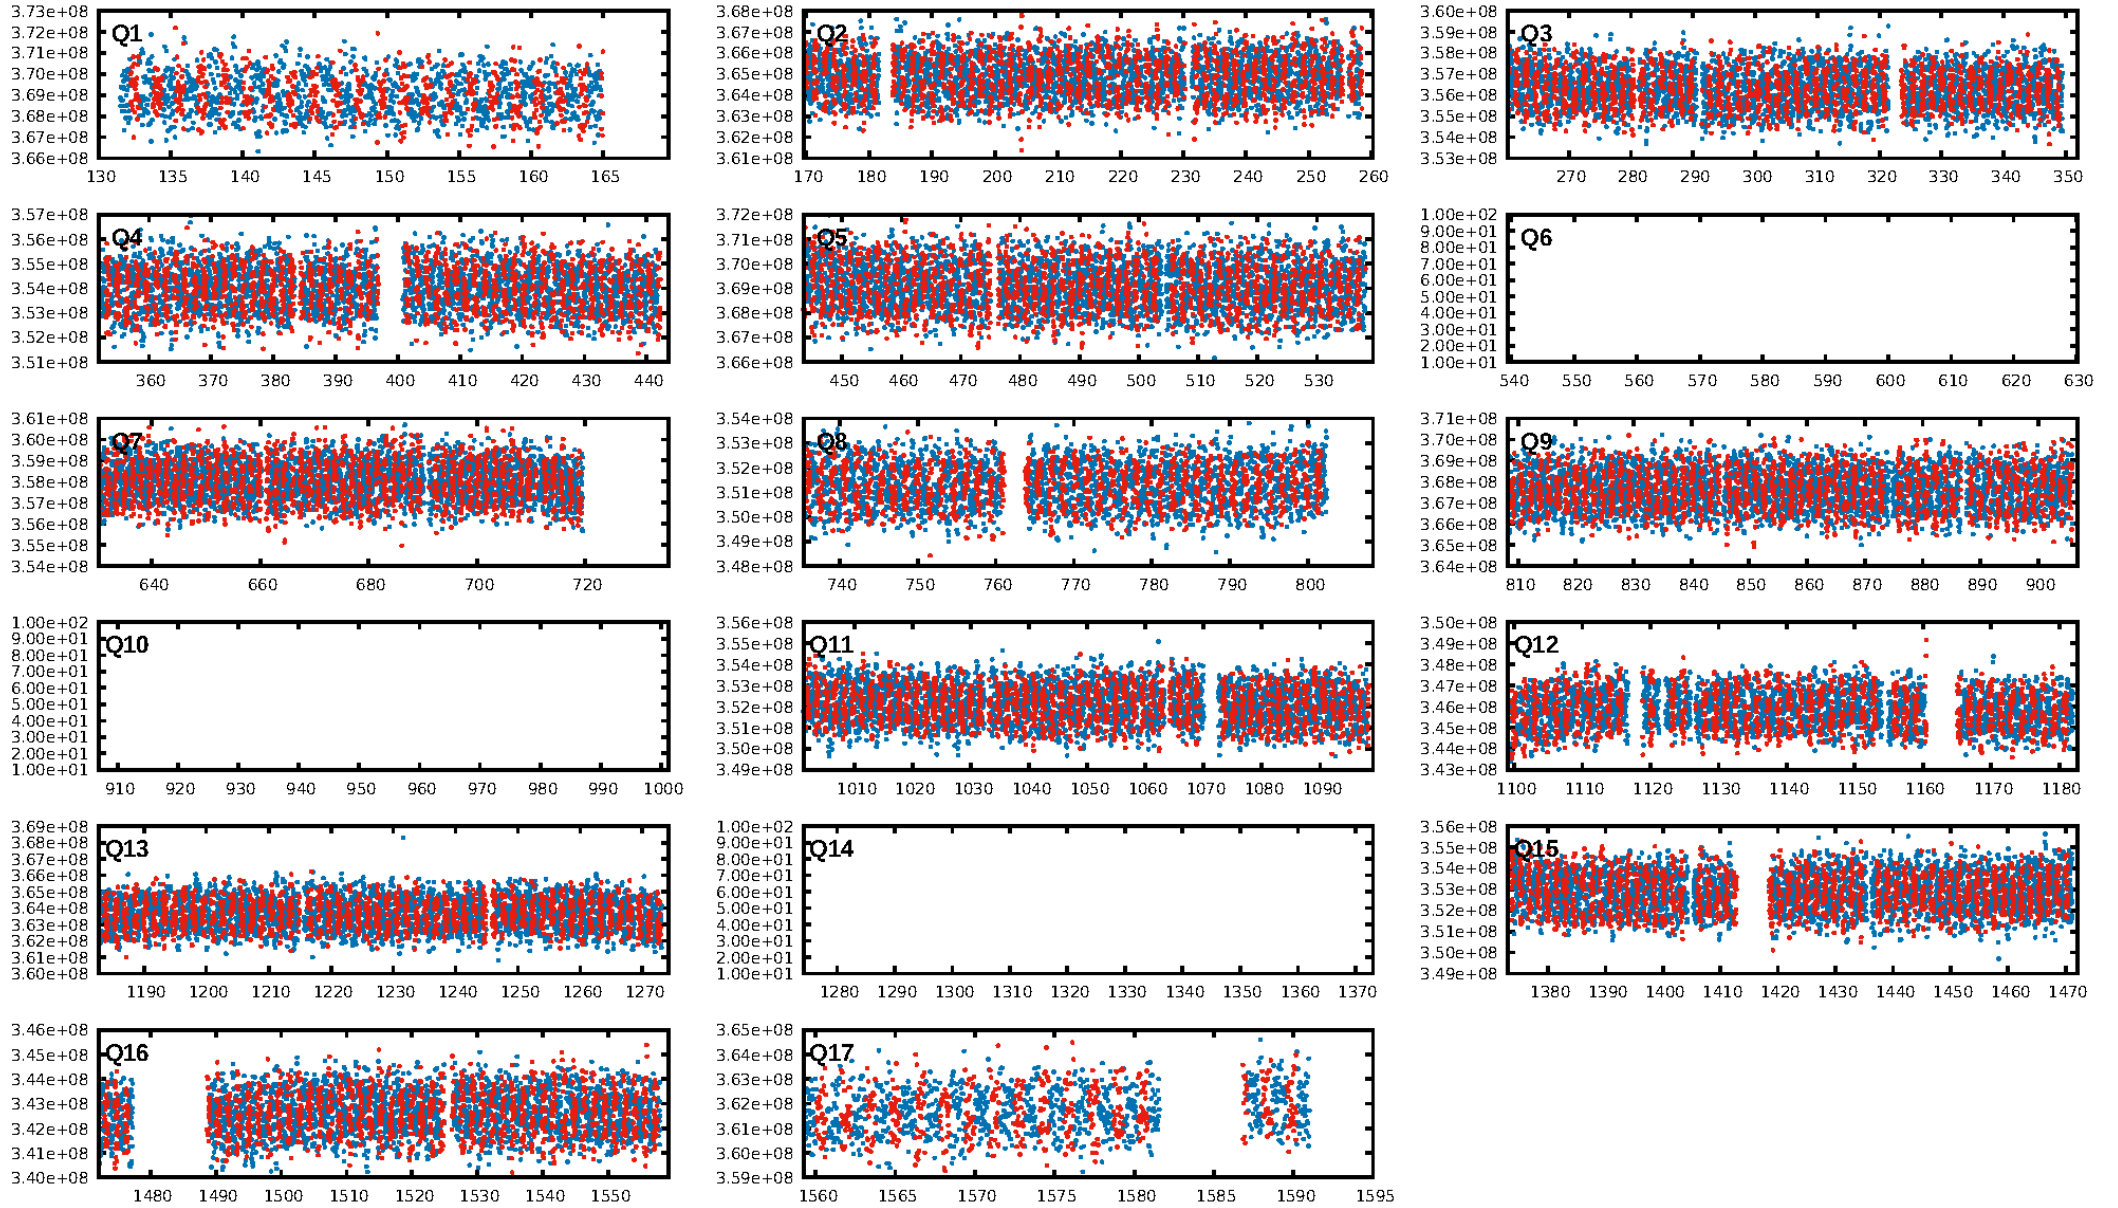 Q1
3.73e+08
3.72e+08
3.71e+08
3.70e+08
3.69e+08
3.68e+08
3.67e+08
3.66e+08
130 135 140 145 150 155 160 165
Q2
3.68e+08
3.67e+08
3.66e+08
3.65e+08
3.64e+08
3.63e+08
3.62e+08
3.61e+08
170 180 190 200 210 220 230 240 250 260
Q3
3.60e+08
3.59e+08
3.58e+08
3.57e+08
3.56e+08
3.55e+08
3.54e+08
3.53e+08
270 280 290 300 310 320 330 340 350
Q4
3.57e+08
3.56e+08
3.55e+08
3.54e+08
3.53e+08
3.52e+08
3.51e+08
360 370 380 390 400 410 420 430 440
Q5
3.72e+08
3.71e+08
3.70e+08
3.69e+08
3.68e+08
3.67e+08
3.66e+08
450 460 470 480 490 500 510 520 530
Q6
1.00e+02
9.00e+01
8.00e+01
7.00e+01
6.00e+01
5.00e+01
4.00e+01
3.00e+01
2.00e+01
1.00e+01
540 550 560 570 580 590 600 610 620 630
Q7
3.61e+08
3.60e+08
3.59e+08
3.58e+08
3.57e+08
3.56e+08
3.55e+08
3.54e+08
640 660 680 700 720
Q8
3.54e+08
3.53e+08
3.52e+08
3.51e+08
3.50e+08
3.49e+08
3.48e+08
740 750 760 770 780 790 800
Q9
3.71e+08
3.70e+08
3.69e+08
3.68e+08
3.67e+08
3.66e+08
3.65e+08
3.64e+08
810 820 830 840 850 860 870 880 890 900
Q10
1.00e+02
9.00e+01
8.00e+01
7.00e+01
6.00e+01
5.00e+01
4.00e+01
3.00e+01
2.00e+01
1.00e+01
910 920 930 940 950 960 970 980 990 1000
Q11
3.56e+08
3.55e+08
3.54e+08
3.53e+08
3.52e+08
3.51e+08
3.50e+08
3.49e+08
1010 1020 1030 1040 1050 1060 1070 1080 1090
Q12
3.50e+08
3.49e+08
3.48e+08
3.47e+08
3.46e+08
3.45e+08
3.44e+08
3.43e+08
1100 1110 1120 1130 1140 1150 1160 1170 1180
Q13
3.69e+08
3.68e+08
3.67e+08
3.66e+08
3.65e+08
3.64e+08
3.63e+08
3.62e+08
3.61e+08
3.60e+08
1190 1200 1210 1220 1230 1240 1250 1260 1270
Q14
1.00e+02
9.00e+01
8.00e+01
7.00e+01
6.00e+01
5.00e+01
4.00e+01
3.00e+01
2.00e+01
1.00e+01
1280 1290 1300 1310 1320 1330 1340 1350 1360 1370
Q15
3.56e+08
3.55e+08
3.54e+08
3.53e+08
3.52e+08
3.51e+08
3.50e+08
3.49e+08
1380 1390 1400 1410 1420 1430 1440 1450 1460 1470
Q16
3.46e+08
3.45e+08
3.44e+08
3.43e+08
3.42e+08
3.41e+08
3.40e+08
1480 1490 1500 1510 1520 1530 1540 1550
Q17
3.65e+08
3.64e+08
3.63e+08
3.62e+08
3.61e+08
3.60e+08
3.59e+08
1560 1565 1570 1575 1580 1585 1590 1595